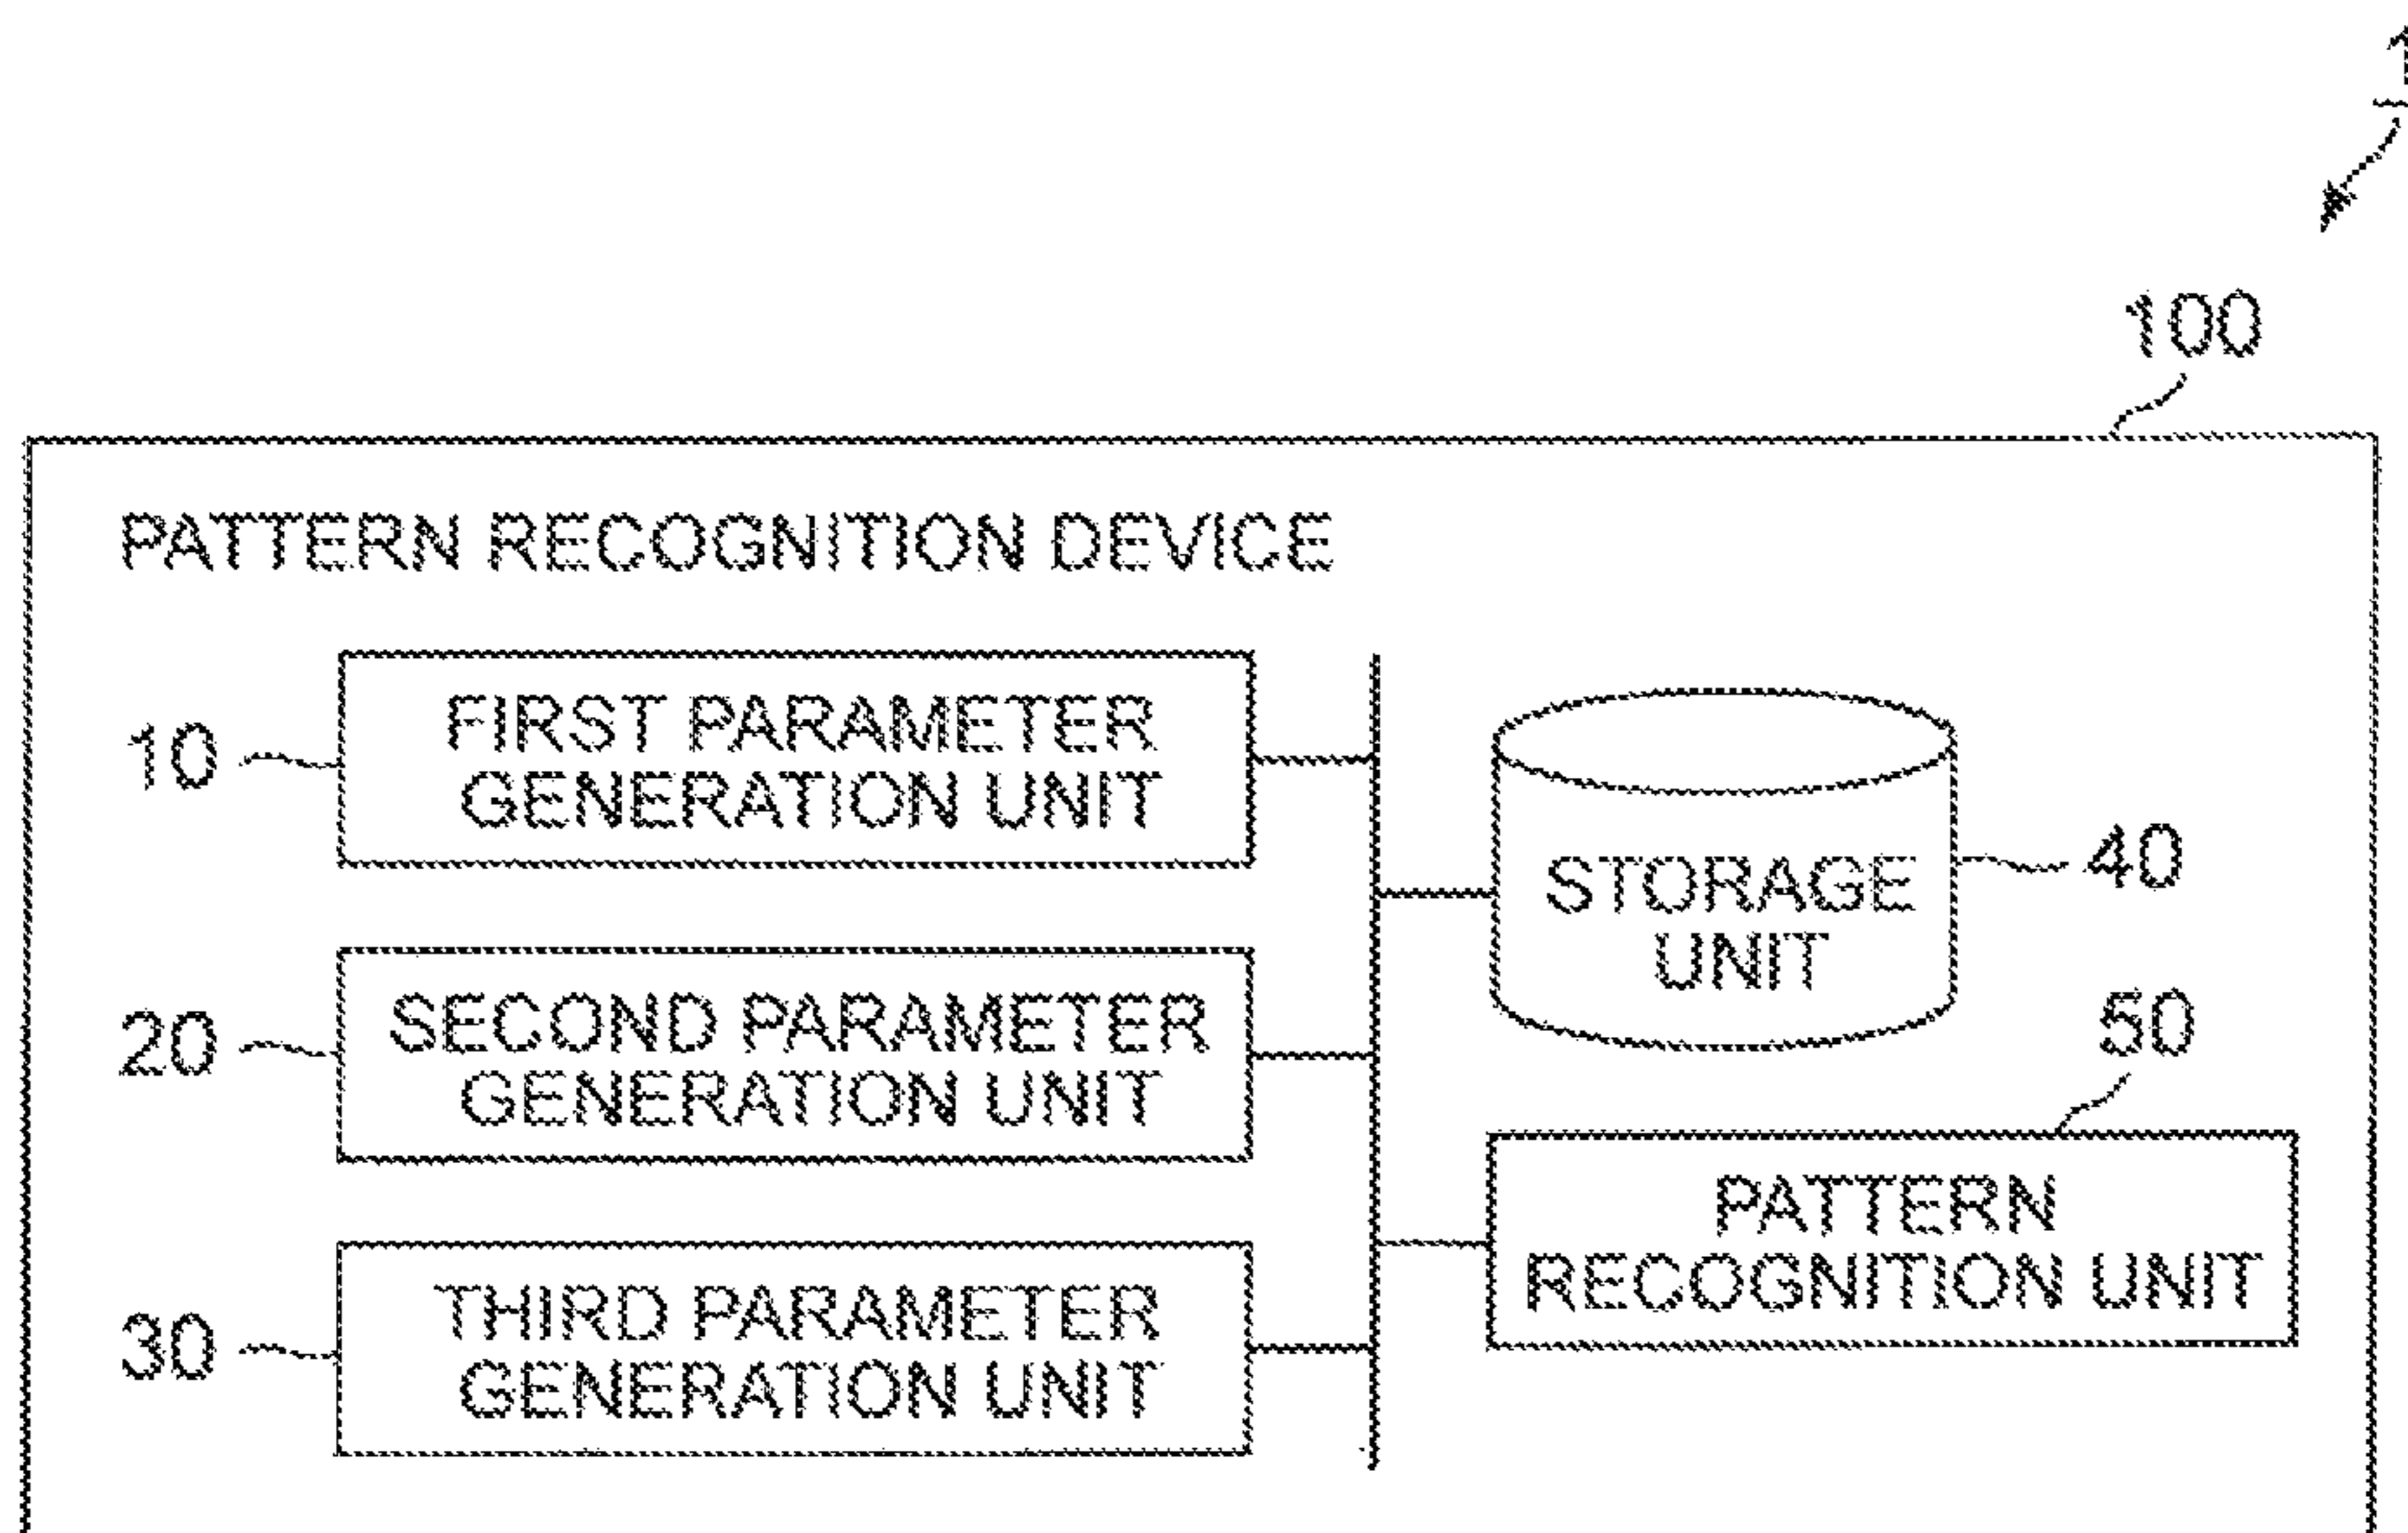 1
100
PATTERN RECOGNITION DEVICE
10
FIRST PARAMETER
GENERATION UNIT
STORAGE
UNIT
40
20
SECOND PARAMETER
GENERATION UNIT
50
PATTERN
RECOGNITION UNIT
30
THIRD PARAMETER
GENERATION UNIT